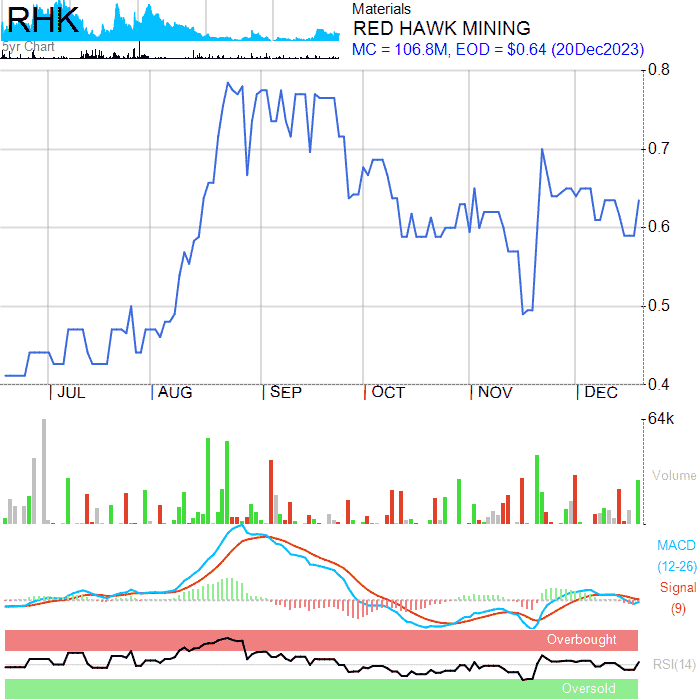 RHK
5yr Chart
Materials
RED HAWK MINING
MC = 106.8M, EOD = $0.64 (20Dec2023)
0.8
0.7
0.6
0.5
0.4
JUL
AUG
SEP
OCT
NOV
DEC
64k
Volume
MACD
(12-26)
Signal
(9)
Overbought
RSI(14)
Oversold